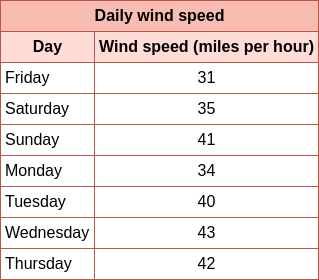 Daily wind speed
Day Wind speed (miles per hour)
Friday 31
Saturday 35
Sunday 41
Monday 34
Tuesday 40
Wednesday 43
Thursday 42